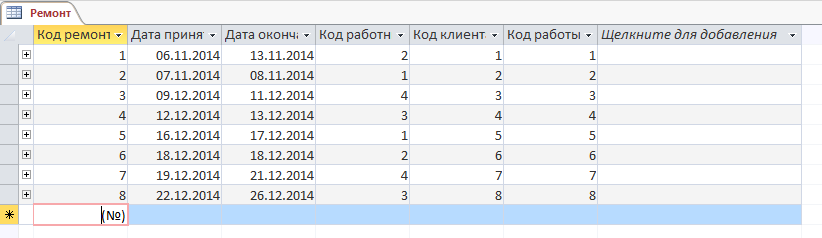 Ремонт
Код ремонт Дата принят Дата оконча Код работн Код клиент Код работы Щелкните для добавления
1 06.11.2014 13.11.2014 2 1 1
2 07.11.2014 08.11.2014 1 2 2
3 09.12.2014 11.12.2014 4 3 3
4 12.12.2014 13.12.2014 3 4 4
5 16.12.2014 17.12.2014 1 5 5
6 18.12.2014 18.12.2014 2 6 6
7 19.12.2014 21.12.2014 4 7 7
8 22.12.2014 26.12.2014 3 8 8
(№)